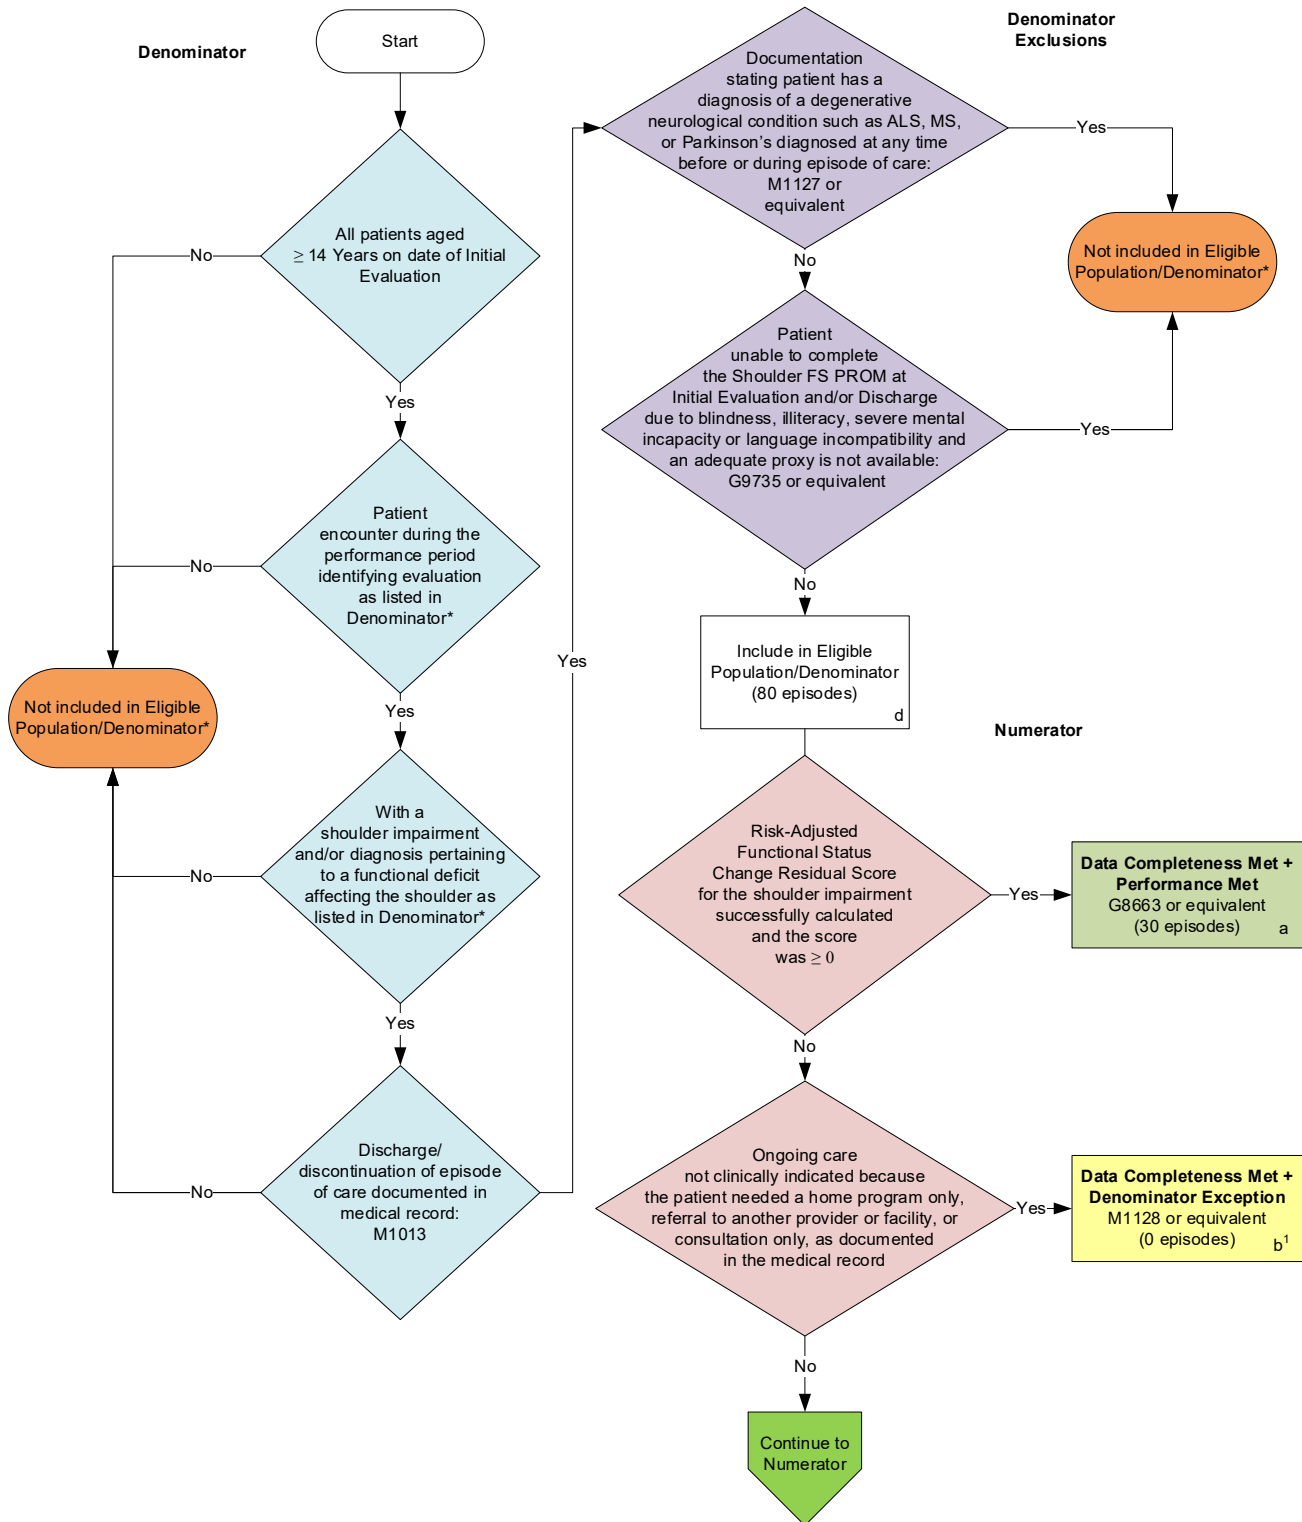 Denominator
Start
All patients aged
≥ 14 Years on date of Initial
Evaluation
No
Yes
Patient
encounter during the
performance period
identifying evaluation
as listed in
Denominator*
No
Yes
Not included in Eligible
Population/Denominator*
With a
shoulder impairment
and/or diagnosis pertaining
to a functional deficit
affecting the shoulder as
listed in Denominator*
No
Yes
Discharge/
discontinuation of episode
of care documented in
medical record:
M1013
No
Yes
Denominator
Exclusions
Documentation
stating patient has a
diagnosis of a degenerative
neurological condition such as ALS, MS,
or Parkinson's diagnosed at any time
before or during episode of care:
M1127 or
equivalent
Yes
No
Not included in Eligible
Population/Denominator*
Patient
unable to complete
the Shoulder FS PROM at
Initial Evaluation and/or Discharge
due to blindness, illiteracy, severe mental
incapacity or language incompatibility and
an adequate proxy is not available:
G9735 or equivalent
Yes
No
Include in Eligible
Population/Denominator
(80 episodes)
d
Numerator
Risk-Adjusted
Functional Status
Change Residual Score
for the shoulder impairment
successfully calculated
and the score
was ≥ 0
Yes
Data Completeness Met +
Performance Met
G8663 or equivalent
(30 episodes)
a
No
Ongoing care
not clinically indicated because
the patient needed a home program only,
referral to another provider or facility, or
consultation only, as documented
in the medical record
Yes
Data Completeness Met +
Denominator Exception
M1128 or equivalent
(0 episodes)
b¹
No
Continue to
Numerator